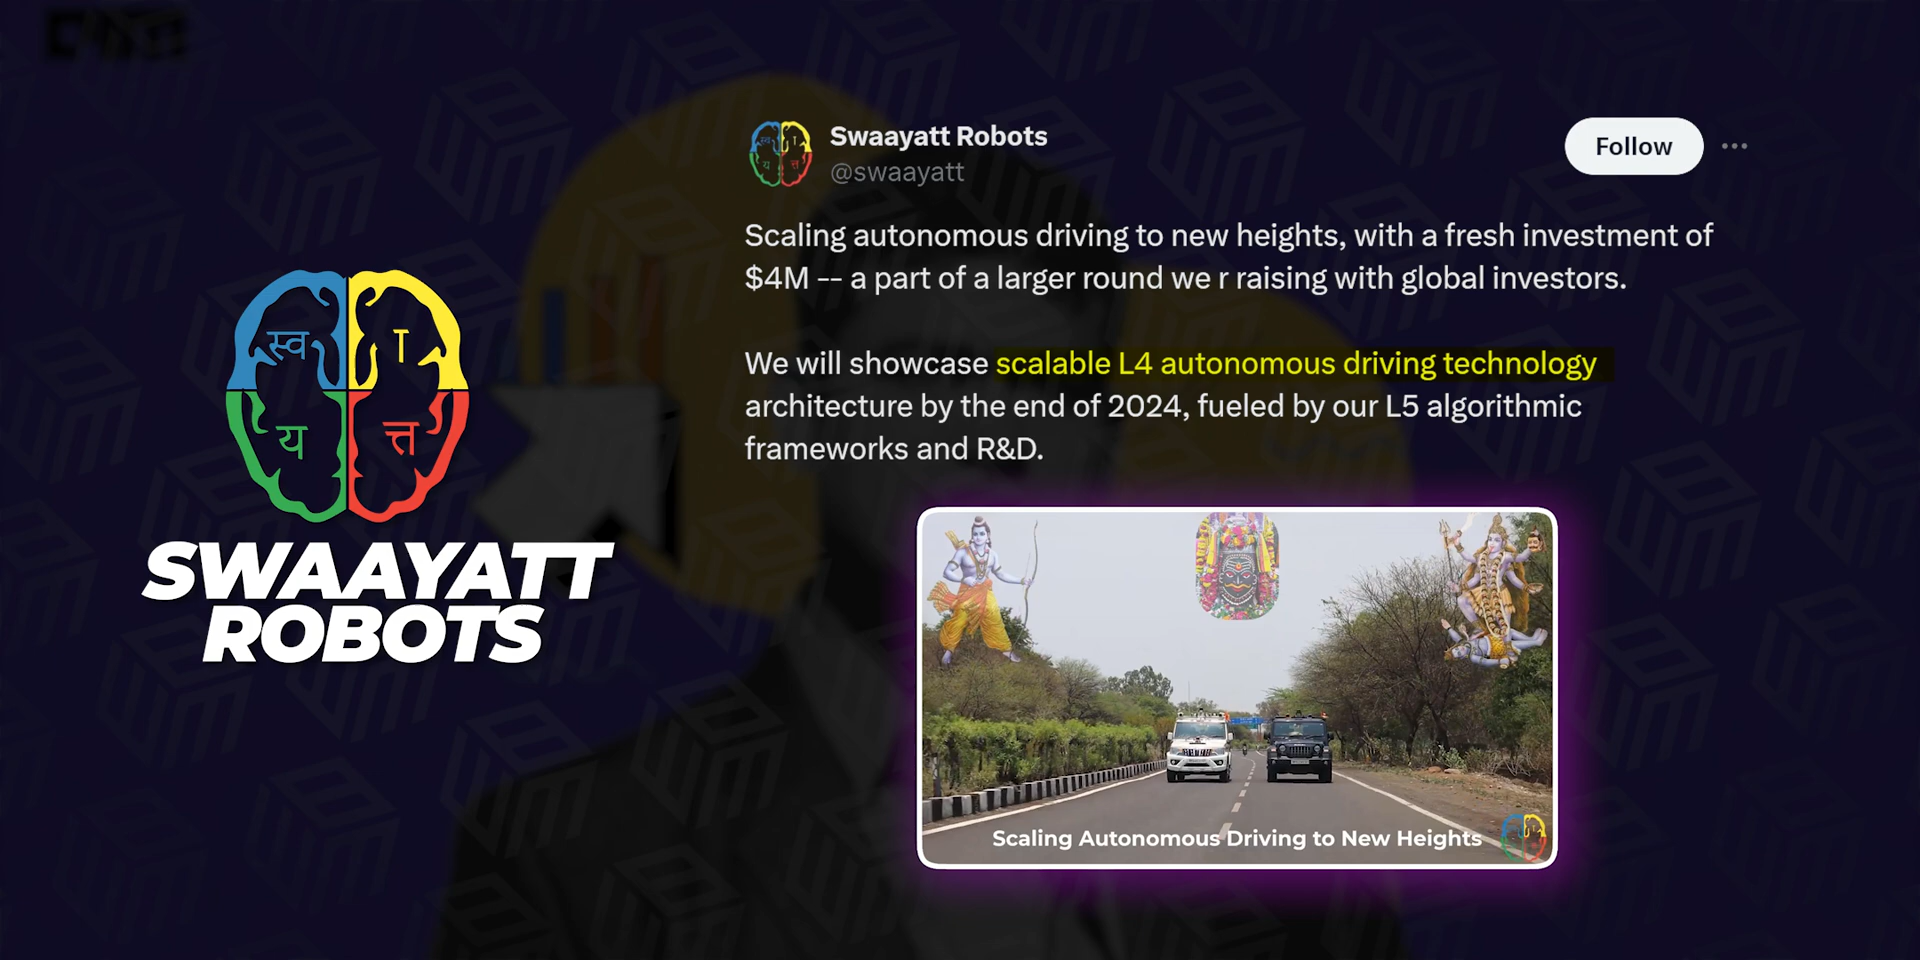 स्व
ा
य
त्त
SWAAYATT
ROBOTS
स्व
ा
य
त्त
Swaayatt Robots
@swaayatt
Follow
Scaling autonomous driving to new heights, with a fresh investment of
$4M -- a part of a larger round we r raising with global investors.
We will showcase scalable L4 autonomous driving technology
architecture by the end of 2024, fueled by our L5 algorithmic
frameworks and R&D.
Scaling Autonomous Driving to New Heights